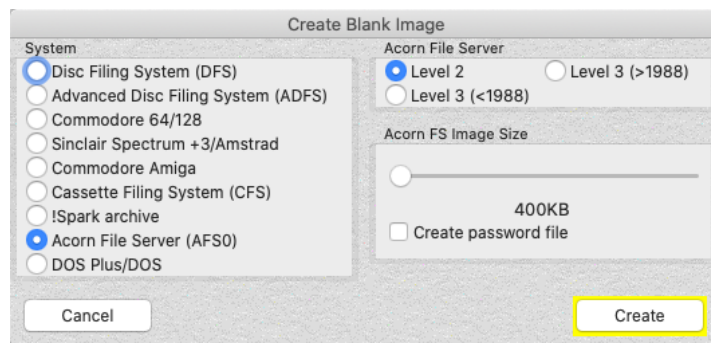 Create Blank Image
System
Disc Filing System (DFS)
Advanced Disc Filing System (ADFS)
Commodore 64/128
Sinclair Spectrum +3/Amstrad
Commodore Amiga
Cassette Filing System (CFS)
!Spark archive
Acorn File Server (AFS0)
DOS Plus/DOS
Acorn File Server
Level 2 Level 3 (>1988)
Level 3 (<1988)
Acorn FS Image Size
400KB
Create password file
Cancel Create